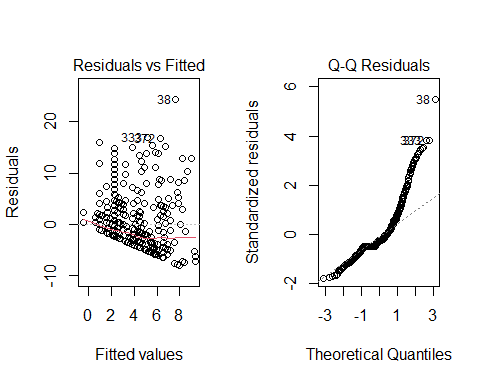 Residuals vs Fitted
Residuals
20
10
0
-10
38
0 2 4 6 8
Fitted values
Q-Q Residuals
Standardized residuals
6
4
2
0
-2
38
-3 -1 1 3
Theoretical Quantiles